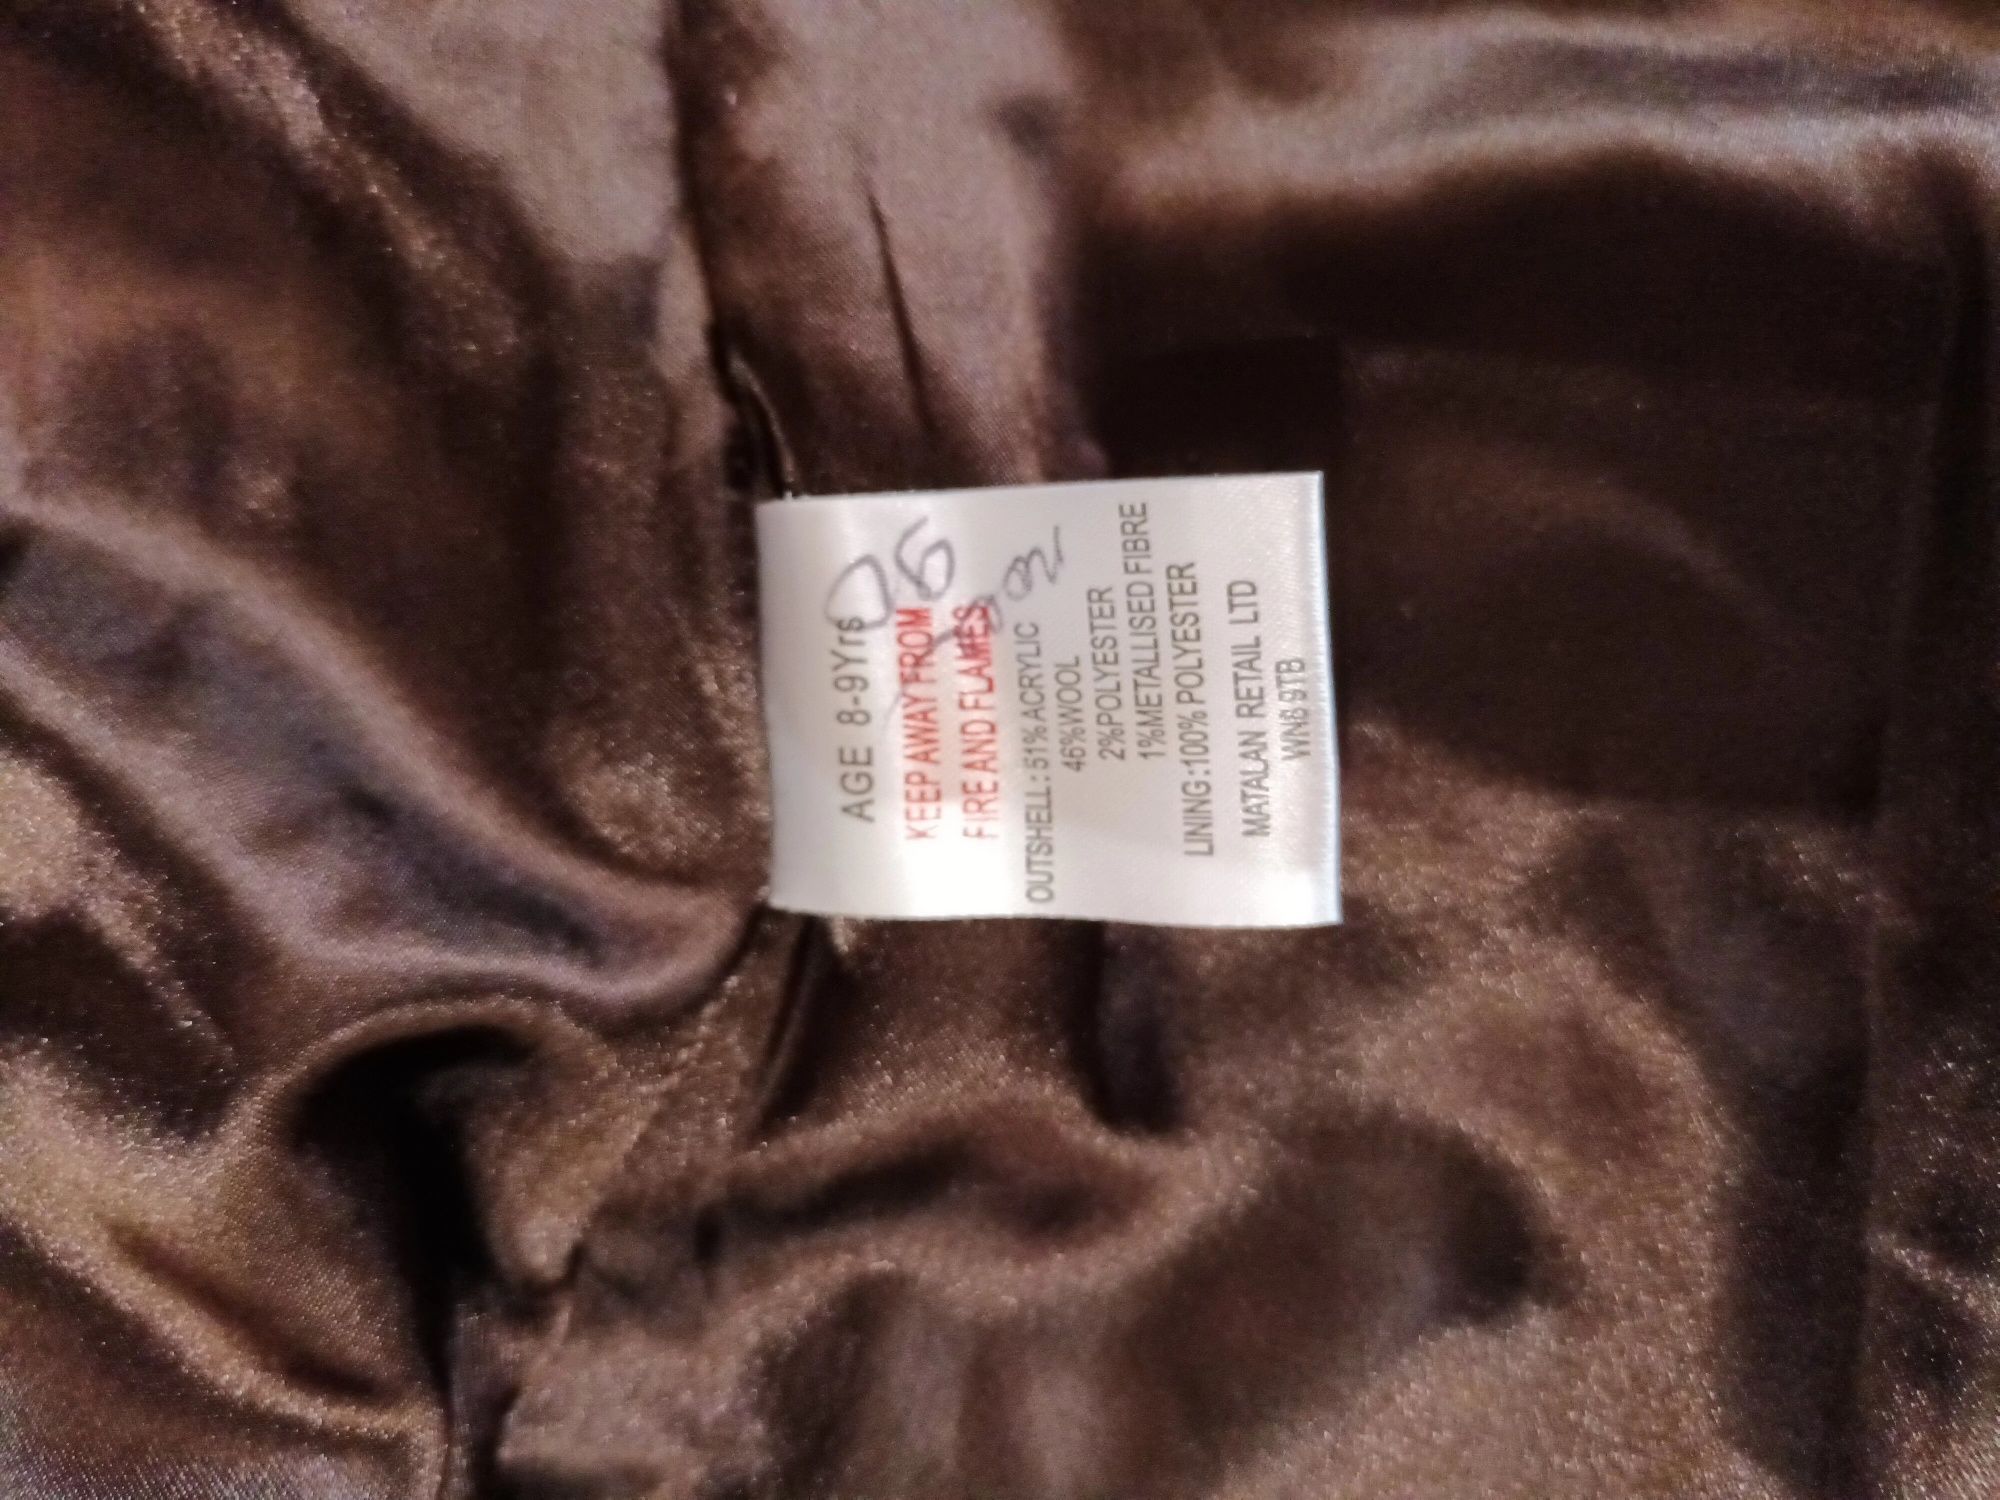 AGE 8-9Yrs
KEEP AWAY FROM
FIRE AND FLAMES
OUTSHELL: 51% ACRYLIC
46% WOOL
2% POLYESTER
1% METALLISED FIBRE
LINING:100% POLYESTER
MATALAN RETAIL LTD
WN8 9TB